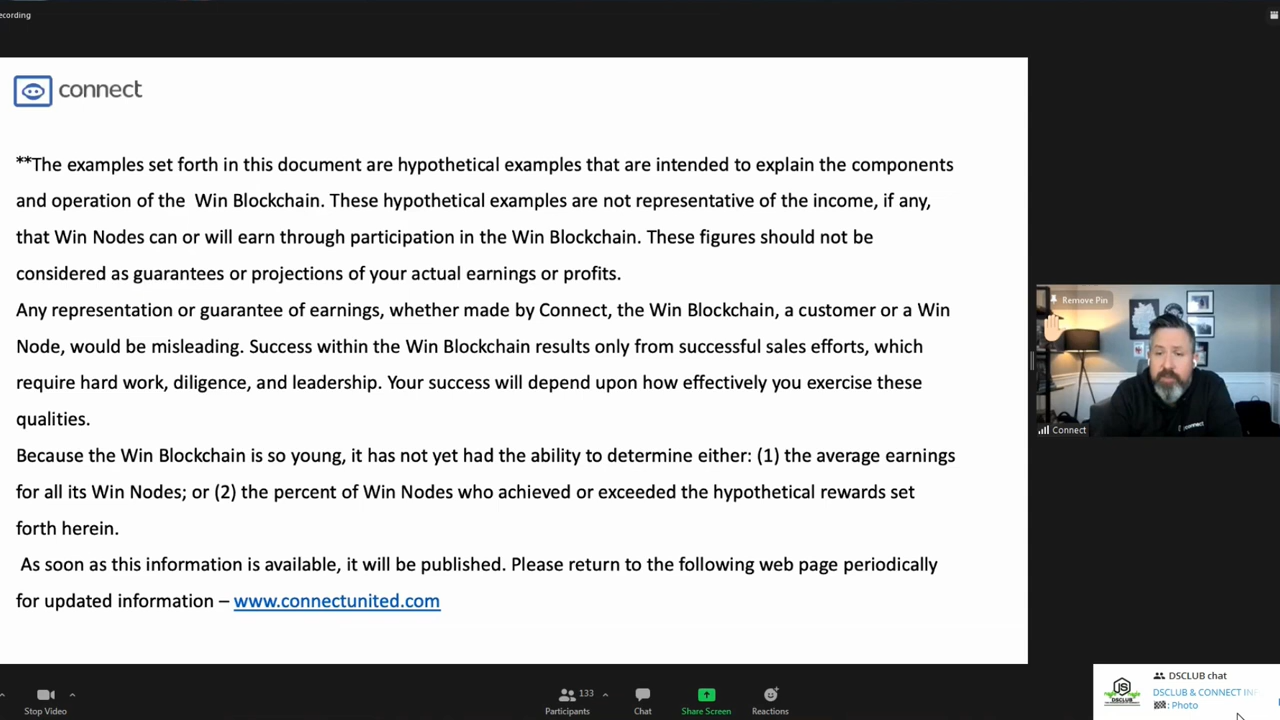 ecording
connect
**The examples set forth in this document are hypothetical examples that are intended to explain the components
and operation of the Win Blockchain. These hypothetical examples are not representative of the income, if any,
that Win Nodes can or will earn through participation in the Win Blockchain. These figures should not be
considered as guarantees or projections of your actual earnings or profits.
Any representation or guarantee of earnings, whether made by Connect, the Win Blockchain, a customer or a Win
Node, would be misleading. Success within the Win Blockchain results only from successful sales efforts, which
require hard work, diligence, and leadership. Your success will depend upon how effectively you exercise these
qualities.
Because the Win Blockchain is so young, it has not yet had the ability to determine either: (1) the average earnings
for all its Win Nodes; or (2) the percent of Win Nodes who achieved or exceeded the hypothetical rewards set
forth herein.
As soon as this information is available, it will be published. Please return to the following web page periodically
for updated information – www.connectunited.com
Remove Pin
connect
Connect
Stop Video
133
Participants
Chat
Share Screen
Reactions
JS
DSCLUB
DSCLUB chat
DSCLUB & CONNECT
: Photo